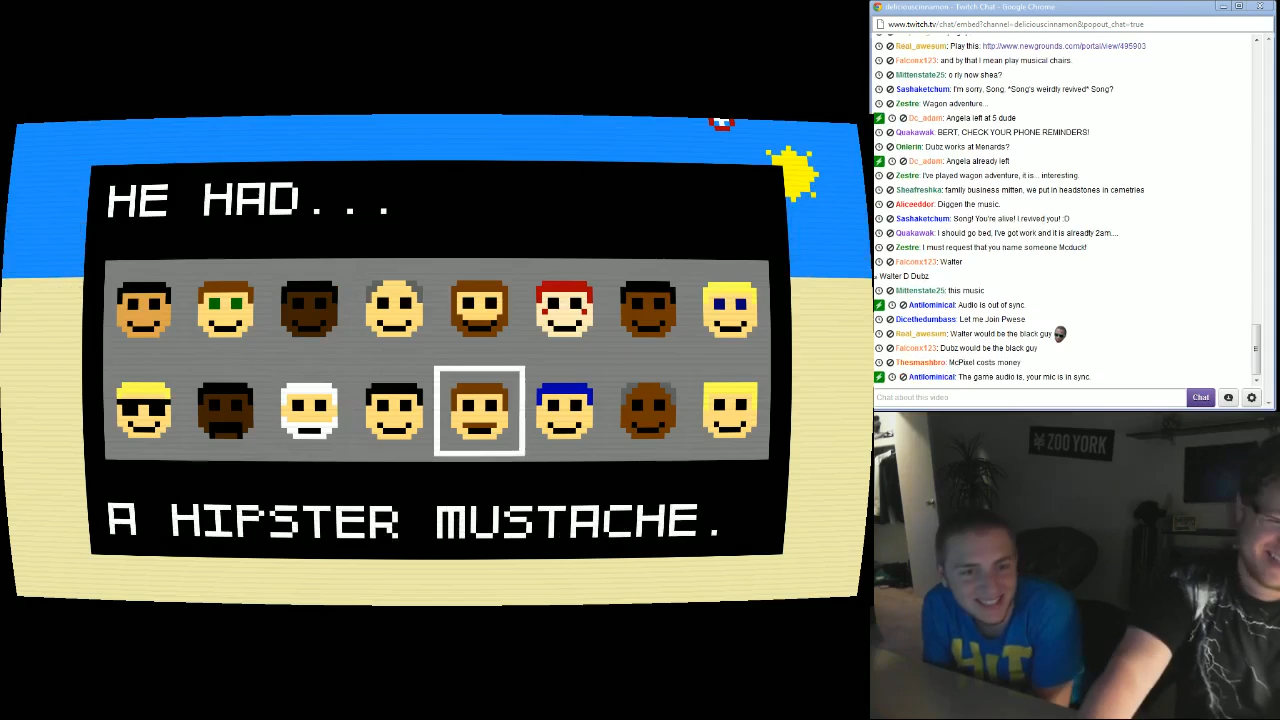 HE HAD...
A HIPSTER MUSTACHE.
deliciouscinnamon - Twitch Chat - Google Chrome
www.twitch.tv/chat/embed?channel=deliciouscinnamon&popout_chat=true
Real_awesum: Play this: http://www.newgrounds.com/portal/view/495903
Falconx123: and by that I mean play musical chairs.
Mittenstate25: o rly now shea?
Sashaketchum: I'm sorry, Song. *Song's weirdly revived* Song?
Zestre: Wagon adventure...
Dc_adam: Angela left at 5 dude
Quakawak: BERT, CHECK YOUR PHONE REMINDERS!
Onlerin: Dubz works at Menards?
Dc_adam: Angela already left
Zestre: I've played wagon adventure, it is... interesting.
Sheafreshka: family business mitten, we put in headstones in cemetries
Aliceeddor: Diggen the music.
Sashaketchum: Song! You're alive! I revived you! :D
Quakawak: I should go bed, I've got work and it is already 2am....
Zestre: I must request that you name someone Mcduck!
Falconx123: Walter
Walter D Dubz
Mittenstate25: this music
Antilominical: Audio is out of sync.
Dicethedumbass: Let me Join Pwese
Real_awesum: Walter would be the black guy
Falconx123: Dubz would be the black guy
Thesmashbro: McPixel costs money
Antilominical: The game audio is, your mic is in sync.
Chat about this video
Chat
ZOO YORK
HIT